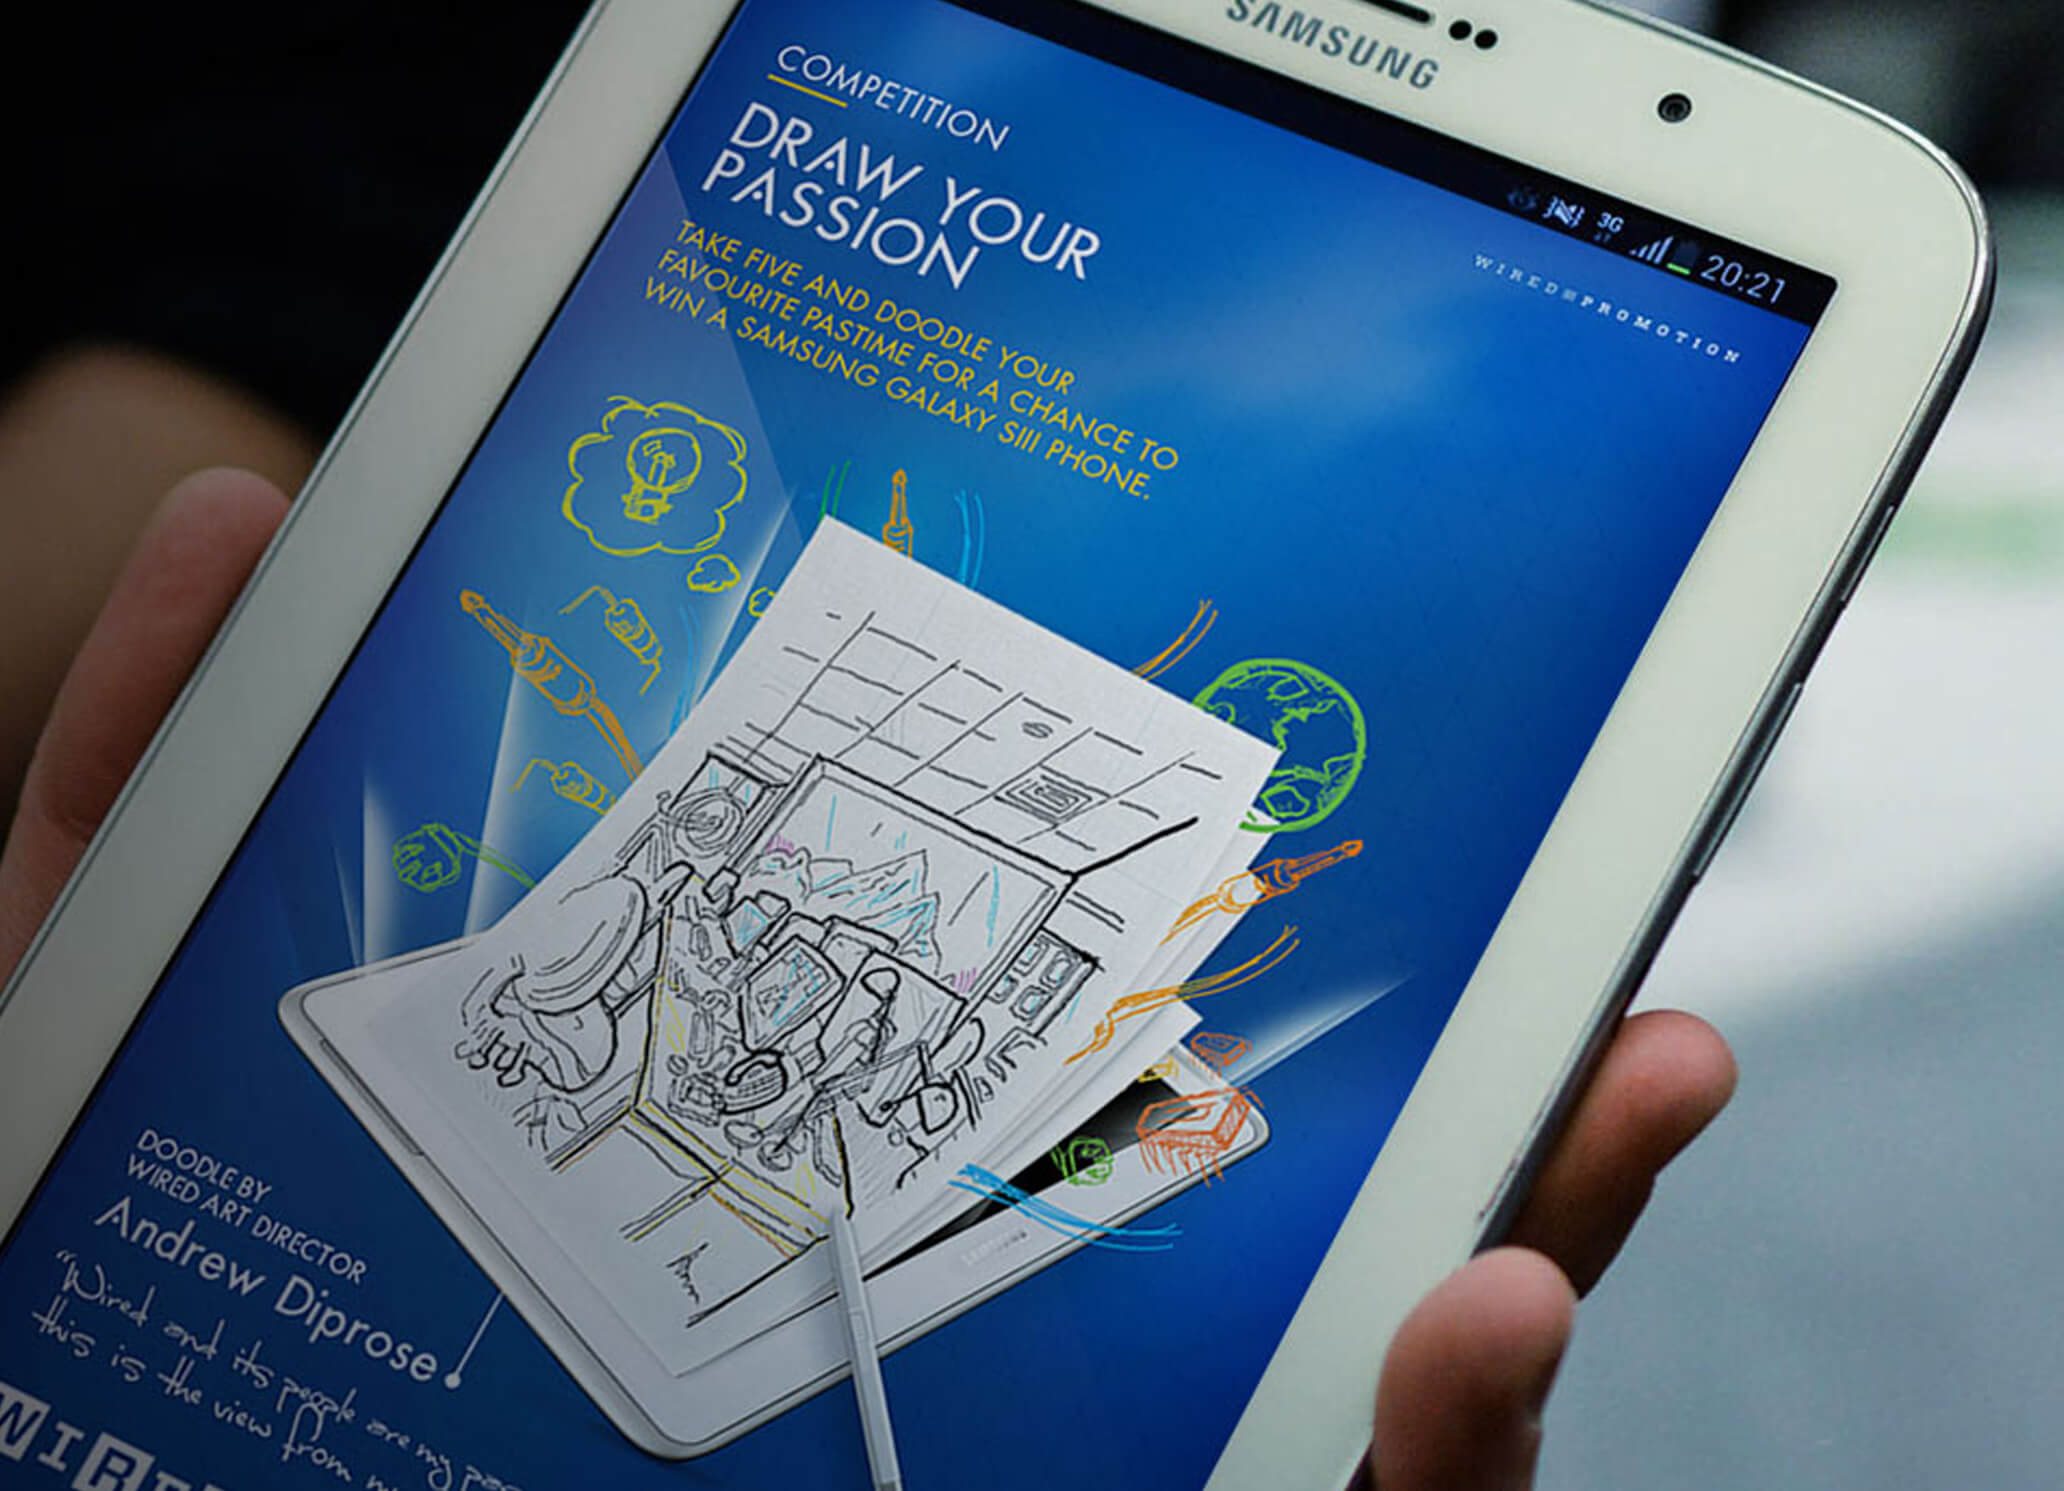 SAMSUNG
3G
20:21
COMPETITION
WIRED PROMOTION
DRAW YOUR
PASSION
TAKE FIVE AND DOODLE YOUR
FAVOURITE PASTIME FOR A CHANCE TO
WIN A SAMSUNG GALAXY SIII PHONE.
SAMSUNG
DOODLE BY
WIRED ART DIRECTOR
Andrew Diprose
"Wired and its people are my
this is the view from
WIRED